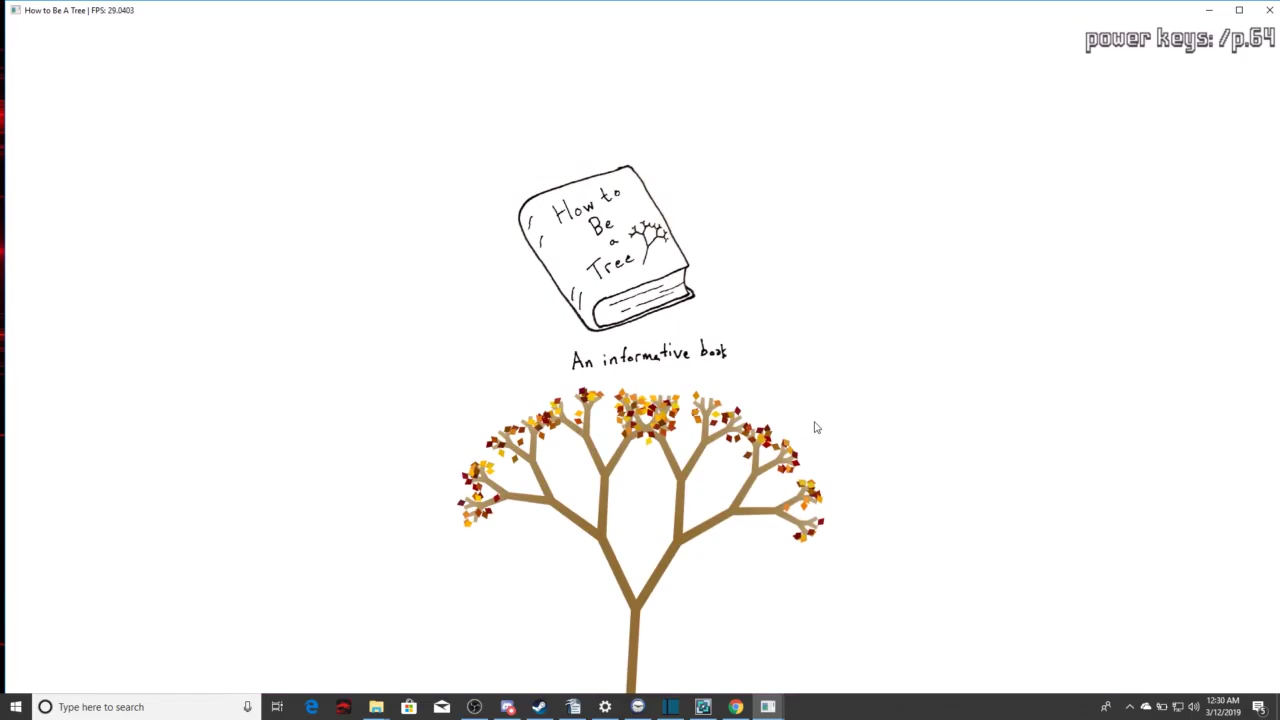 How to Be A Tree | FPS: 29.0403
power keys: /p.64
How to
Be
a
Tree
An informative book
Type here to search
12:30 AM
3/12/2019
5